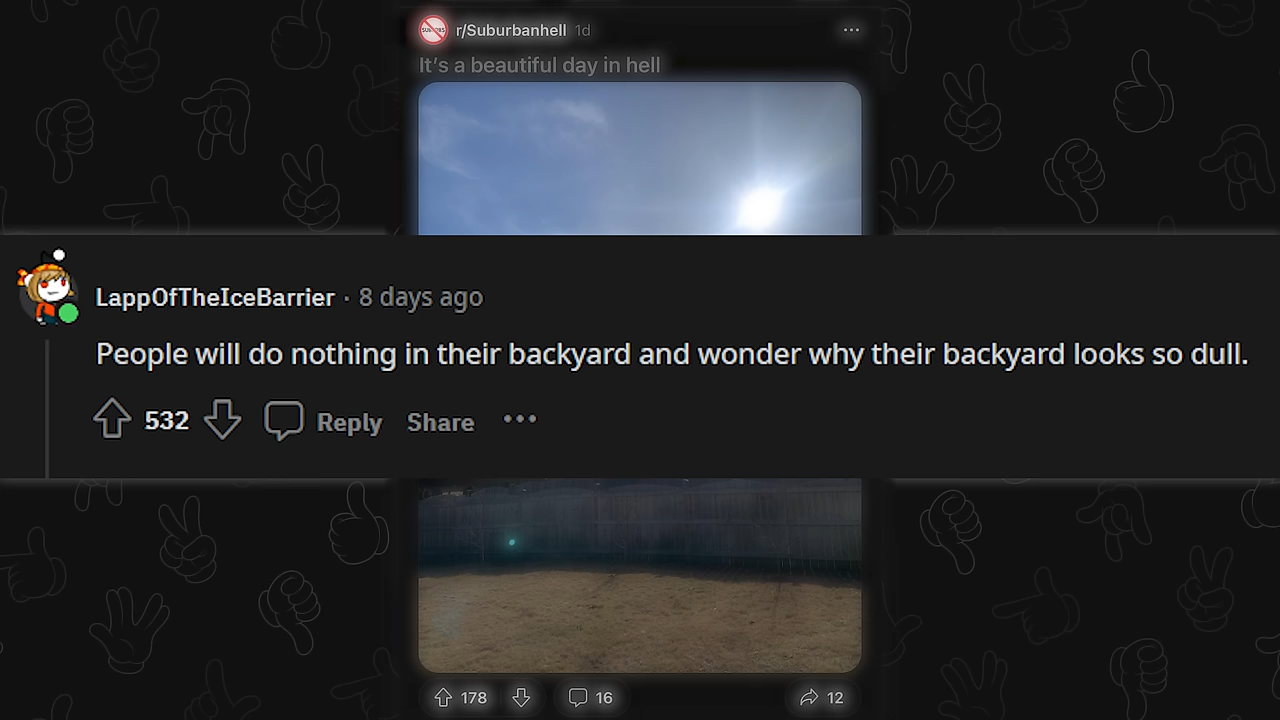 r/Suburbanhell 1d
It's a beautiful day in hell
LappOfTheIceBarrier · 8 days ago
People will do nothing in their backyard and wonder why their backyard looks so dull.
532 Reply Share
178 16 12